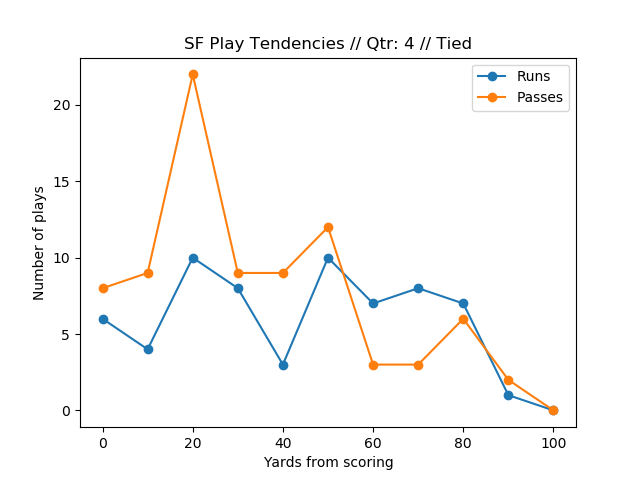 SF Play Tendencies // Qtr: 4 // Tied
Runs
Passes
Number of plays
20
15
10
5
0
0 20 40 60 80 100
Yards from scoring